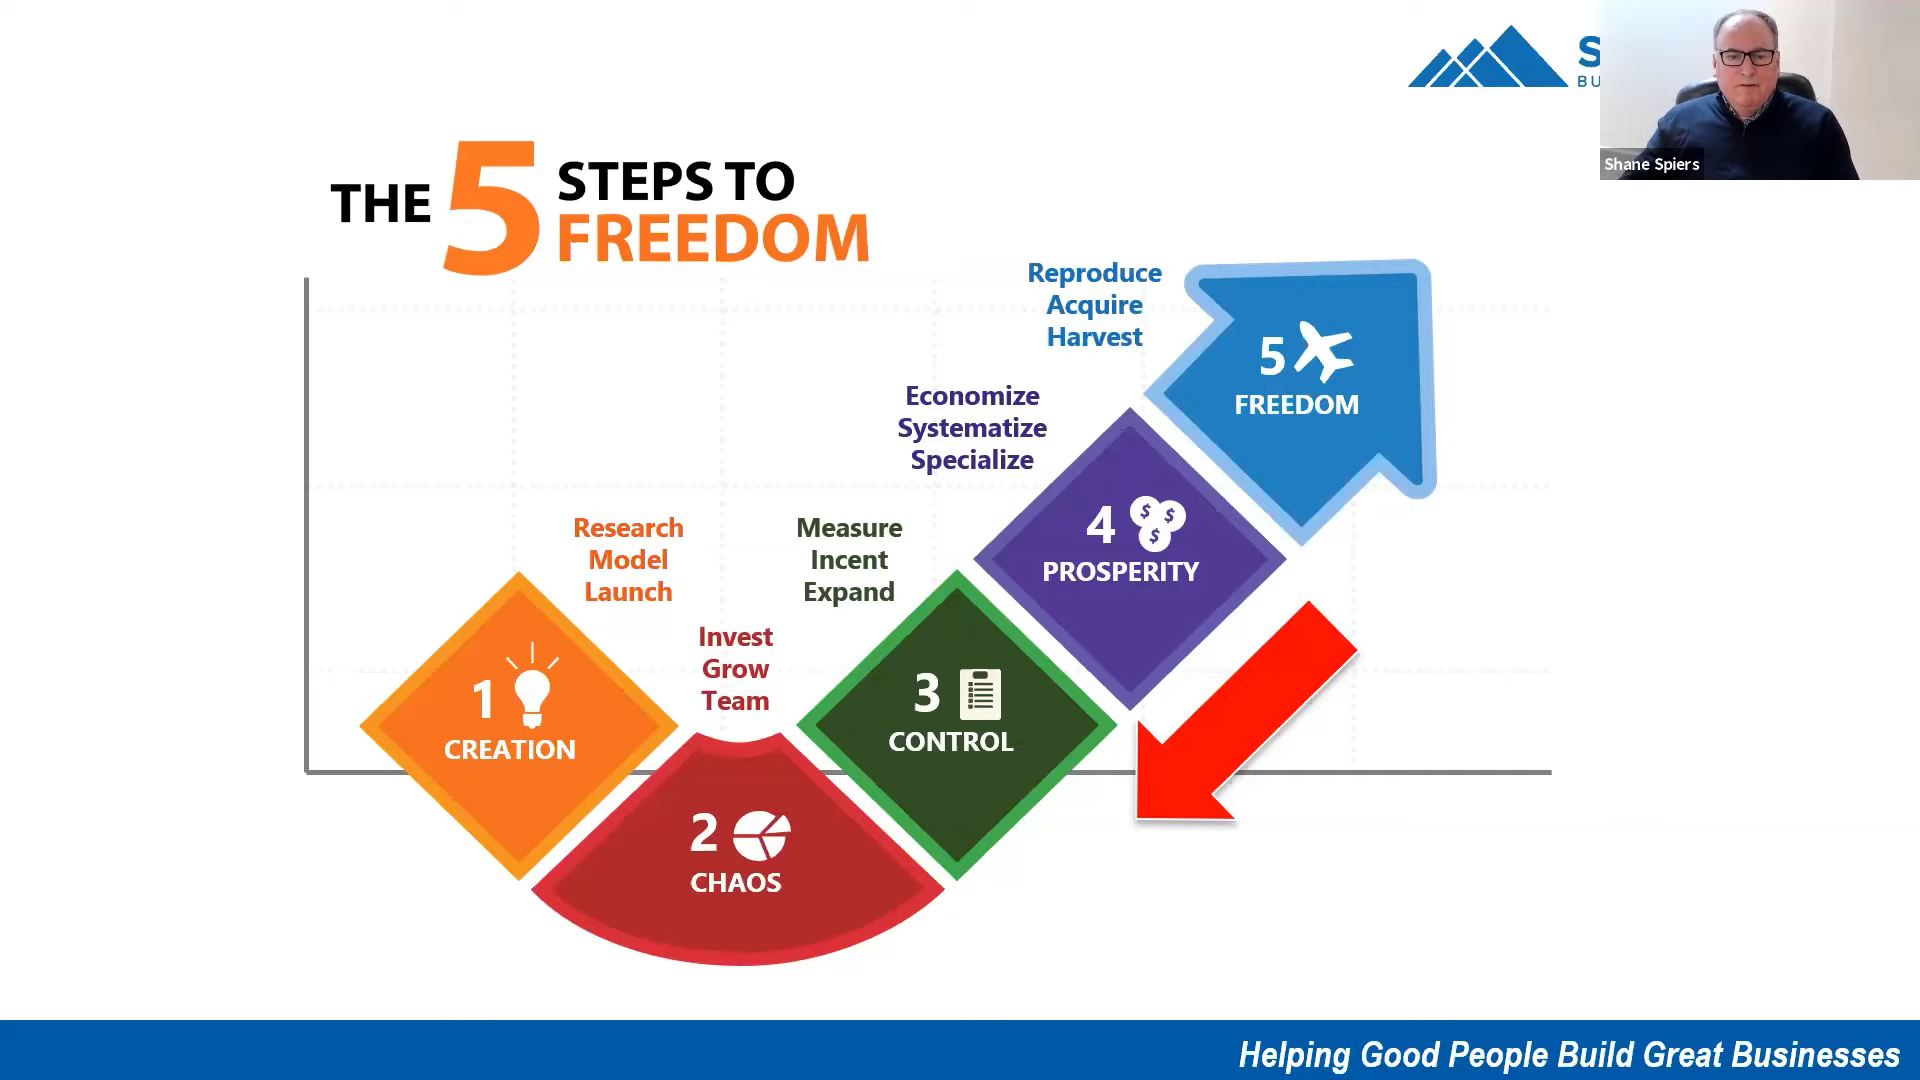 THE 5 STEPS TO
FREEDOM
Shane Spiers
Reproduce
Acquire
Harvest
5
FREEDOM
Economize
Systematize
Specialize
4
$ $ $
PROSPERITY
Research
Model
Launch
Measure
Incent
Expand
Invest
Grow
Team
1
CREATION
3
CONTROL
2
CHAOS
Helping Good People Build Great Businesses